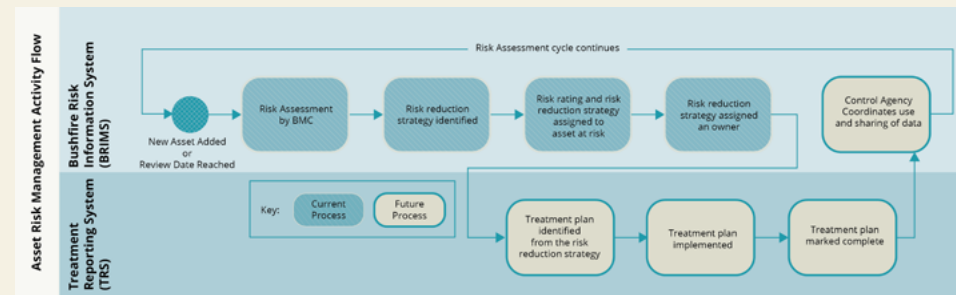 Asset Risk Management Activity Flow
Bushfire Risk
Information System
(BRIMS)
Risk Assessment cycle continues
New Asset Added
or
Review Date Reached
Risk Assessment
by BMC
Risk reduction
strategy identified
Risk rating and risk
reduction strategy
assigned to
asset at risk
Risk reduction
strategy assigned
an owner
Control Agency
Coordinates use
and sharing of data
Treatment
Reporting System
(TRS)
Key:
Current
Process
Future
Process
Treatment plan
identified
from the risk
reduction strategy
Treatment plan
implemented
Treatment plan
marked complete